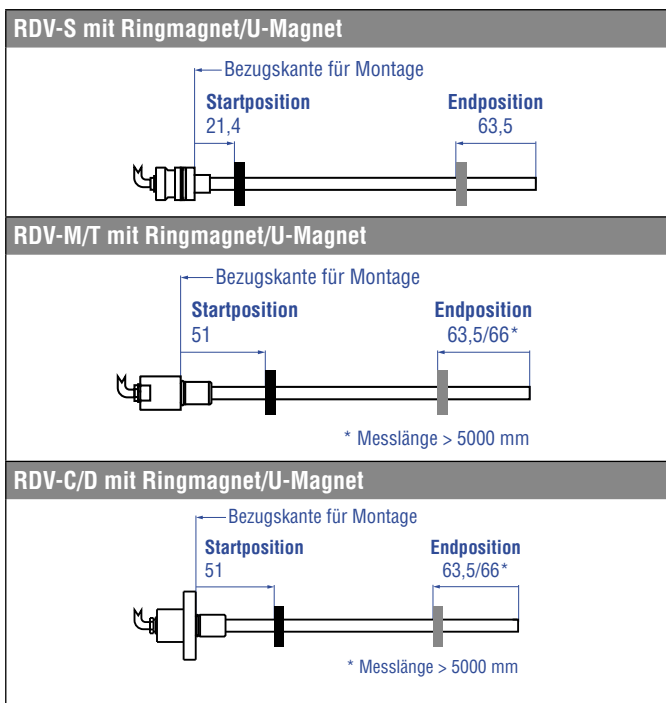 RDV-S mit Ringmagnet/U-Magnet
Bezugskante für Montage
Startposition
21,4
Endposition
63,5
RDV-M/T mit Ringmagnet/U-Magnet
Bezugskante für Montage
Startposition
51
Endposition
63,5/66*
* Messlänge > 5000 mm
RDV-C/D mit Ringmagnet/U-Magnet
Bezugskante für Montage
Startposition
51
Endposition
63,5/66*
* Messlänge > 5000 mm